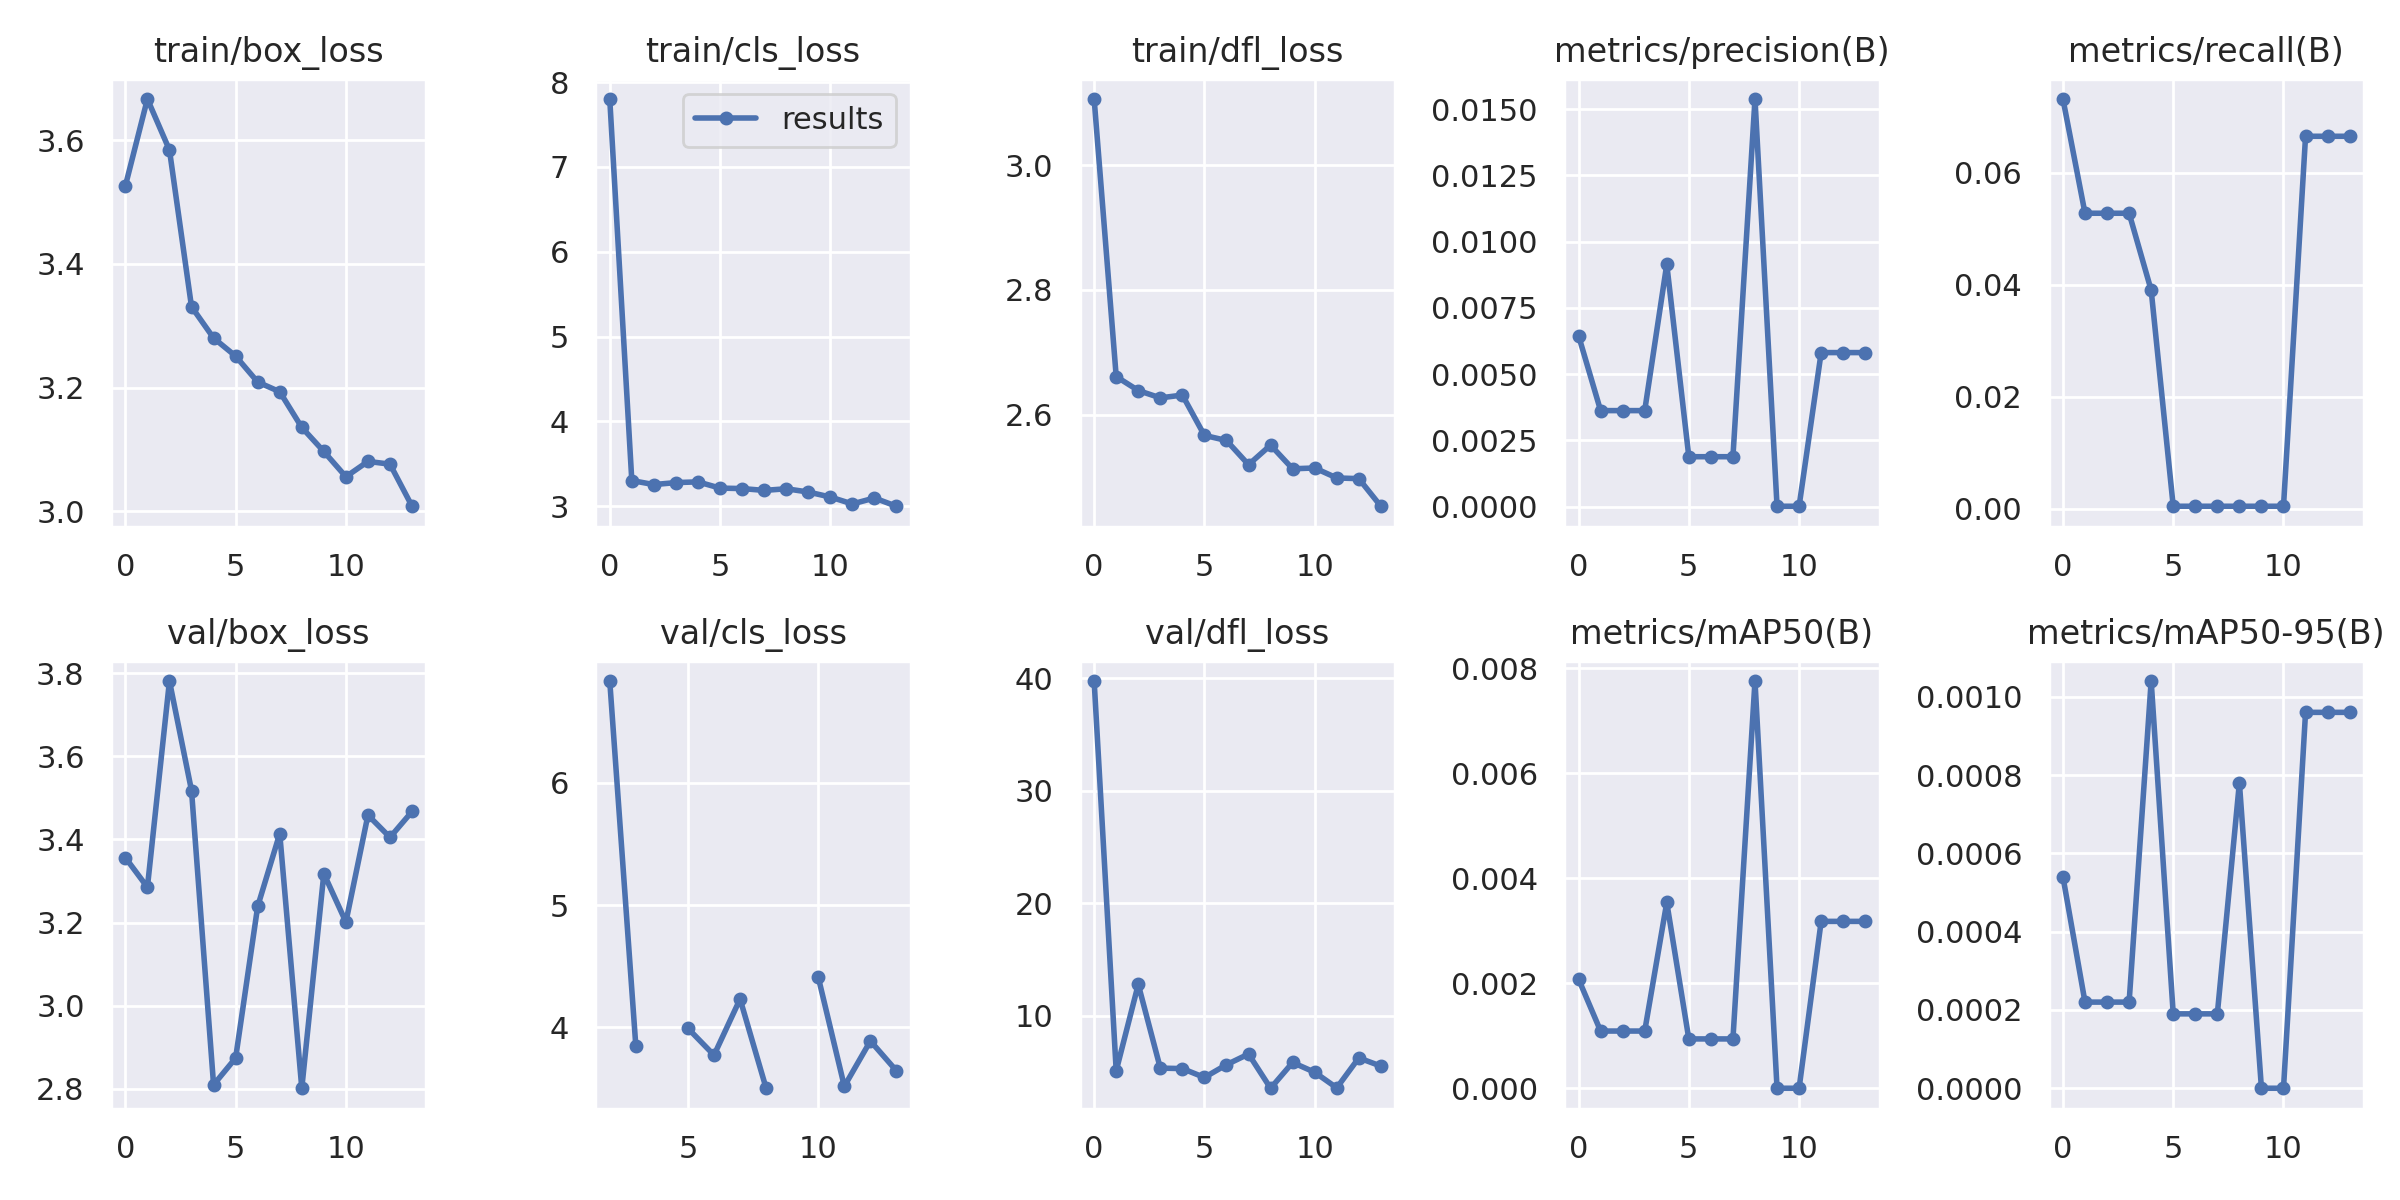 train/box_loss
3.6
3.4
3.2
3.0
0 5 10
train/cls_loss
results
8
7
6
5
4
3
0 5 10
train/dfl_loss
3.0
2.8
2.6
0 5 10
metrics/precision(B)
0.0150
0.0125
0.0100
0.0075
0.0050
0.0025
0.0000
0 5 10
metrics/recall(B)
0.06
0.04
0.02
0.00
0 5 10
val/box_loss
3.8
3.6
3.4
3.2
3.0
2.8
0 5 10
val/cls_loss
6
5
4
5 10
val/dfl_loss
40
30
20
10
0 5 10
metrics/mAP50(B)
0.008
0.006
0.004
0.002
0.000
0 5 10
metrics/mAP50-95(B)
0.0010
0.0008
0.0006
0.0004
0.0002
0.0000
0 5 10